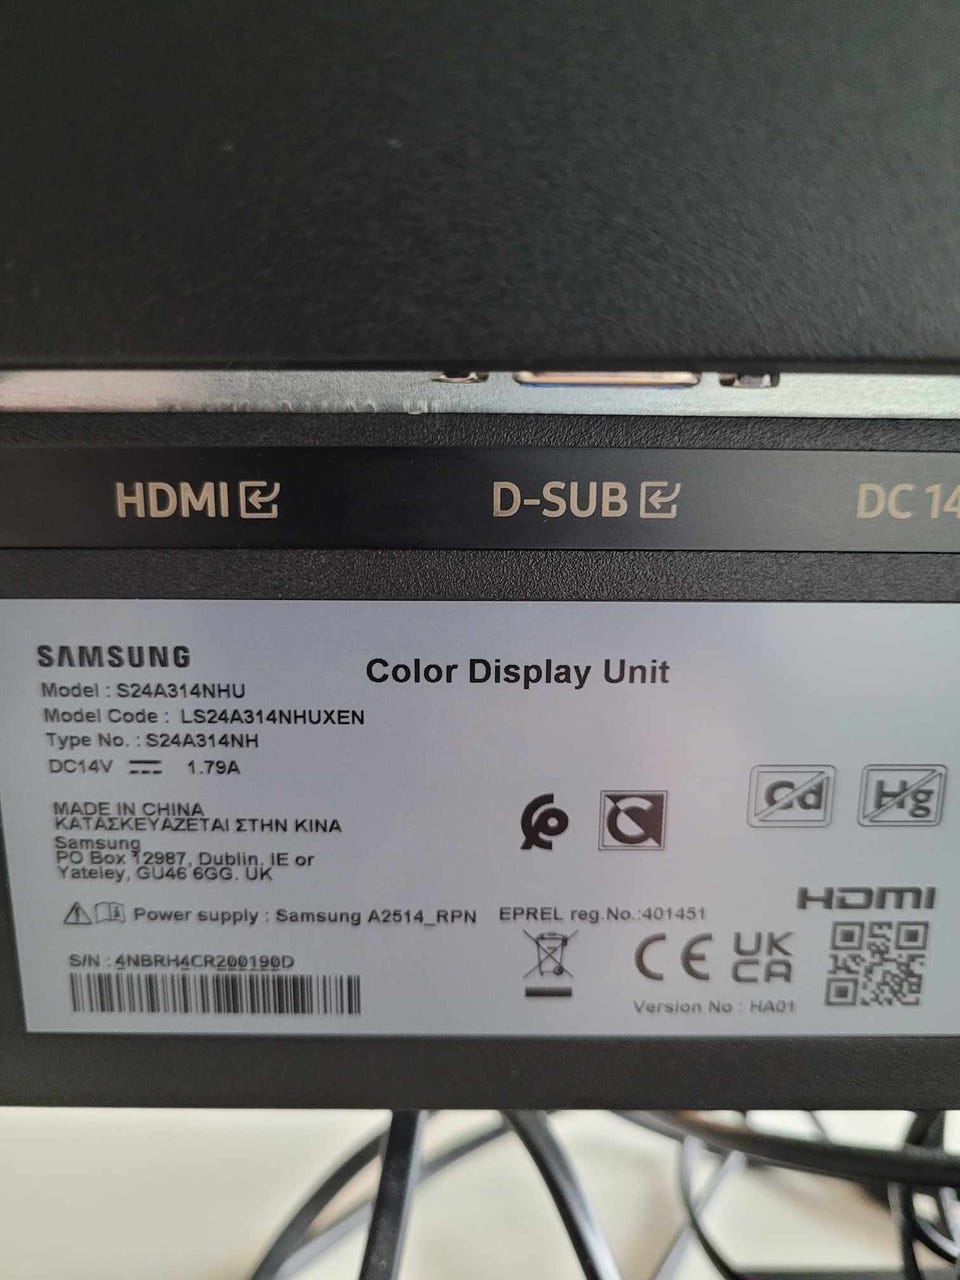 HDMI D-SUB DC 14
SAMSUNG
Color Display Unit
Model : S24A314NHU
Model Code : LS24A314NHUXEN
Type No. : S24A314NH
DC14V 1.79A
MADE IN CHINA
ΚΑΤΑΣΚΕΥΑΖΕΤΑΙ ΣΤΗΝ ΚΙΝΑ
Samsung
PO Box 12987, Dublin, IE or
Yateley, GU46 6GG. UK
Cd Hg
Power supply : Samsung A2514_RPN
EPREL reg.No.:401451
HDMI
S/N : 4NBRH4CR200190D
CE UK CA
Version No : HA01